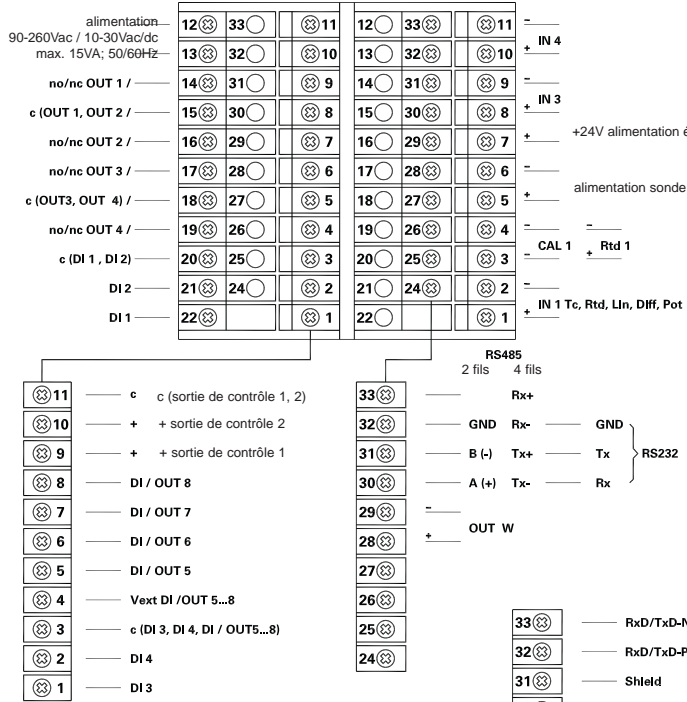 alimentation
90-260Vac / 10-30Vac/dc
max. 15VA; 50/60Hz
no/nc OUT 1 /
c (OUT 1, OUT 2 /
no/nc OUT 2 /
no/nc OUT 3 /
c (OUT3, OUT 4) /
no/nc OUT 4 /
c (DI 1 , DI 2)
DI 2
DI 1
12 33 11 12 33 11 -
13 32 10 13 32 10 + IN 4
14 31 9 14 31 9 -
15 30 8 15 30 8 + IN 3
16 29 7 16 29 7 + +24V alimentation é
17 28 6 17 28 6 -
18 27 5 18 27 5 + alimentation sonde
19 26 4 19 26 4 - -
20 25 3 20 25 3 - CAL 1 + Rtd 1
21 24 2 21 24 2 -
22 1 22 1 + IN 1 Tc, Rtd, LIn, DIff, Pot
11 c c (sortie de contrôle 1, 2)
10 + + sortie de contrôle 2
9 + + sortie de contrôle 1
8 DI / OUT 8
7 DI / OUT 7
6 DI / OUT 6
5 DI / OUT 5
4 Vext DI /OUT 5...8
3 c (DI 3, DI 4, DI / OUT5...8)
2 DI 4
1 DI 3
RS485
2 fils 4 fils
33 Rx+
32 GND Rx- GND
31 B (-) Tx+ Tx RS232
30 A (+) Tx- Rx
29 -
28 + OUT W
27
26
25
24
33 RxD/TxD-N
32 RxD/TxD-P
31 Shield